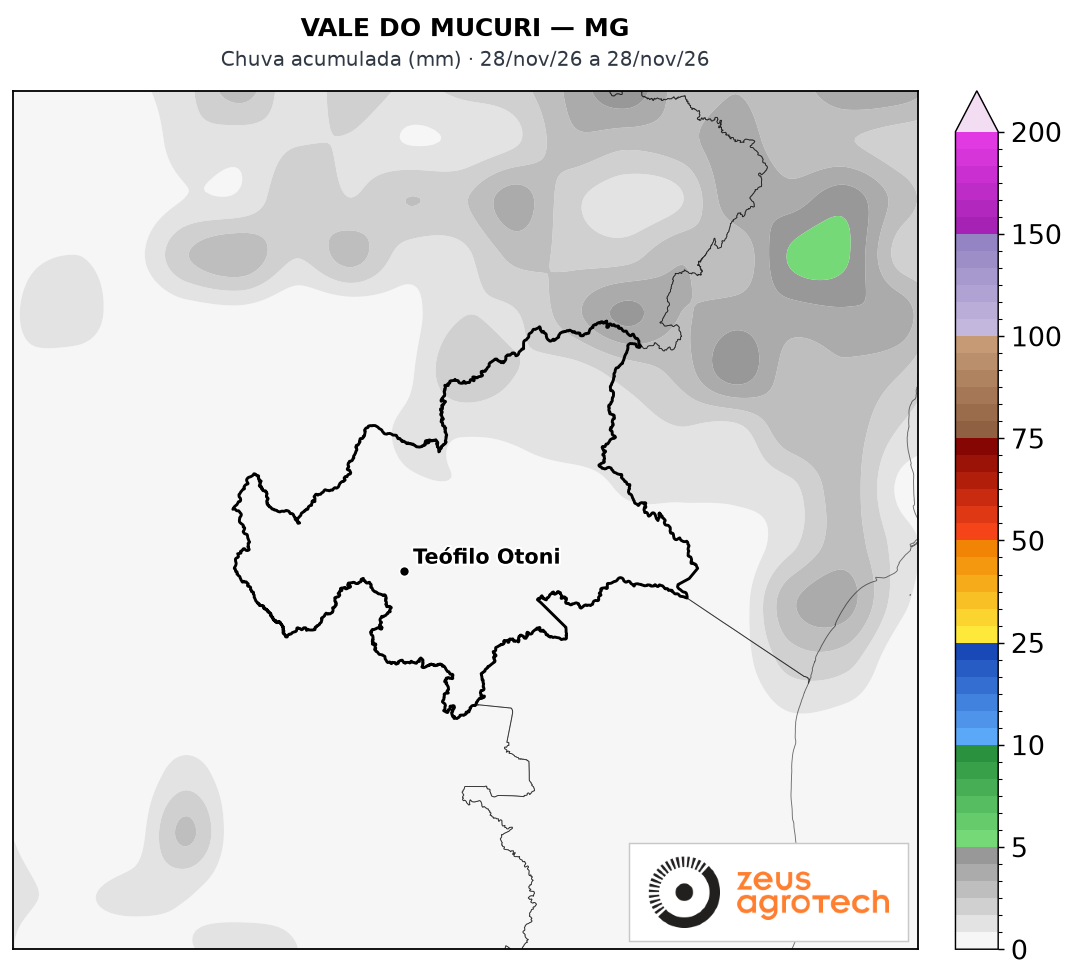 VALE DO MUCURI — MG
Chuva acumulada (mm) · 28/nov/26 a 28/nov/26
200
150
100
75
50
25
10
5
0
Teófilo Otoni
zeus
agrotech